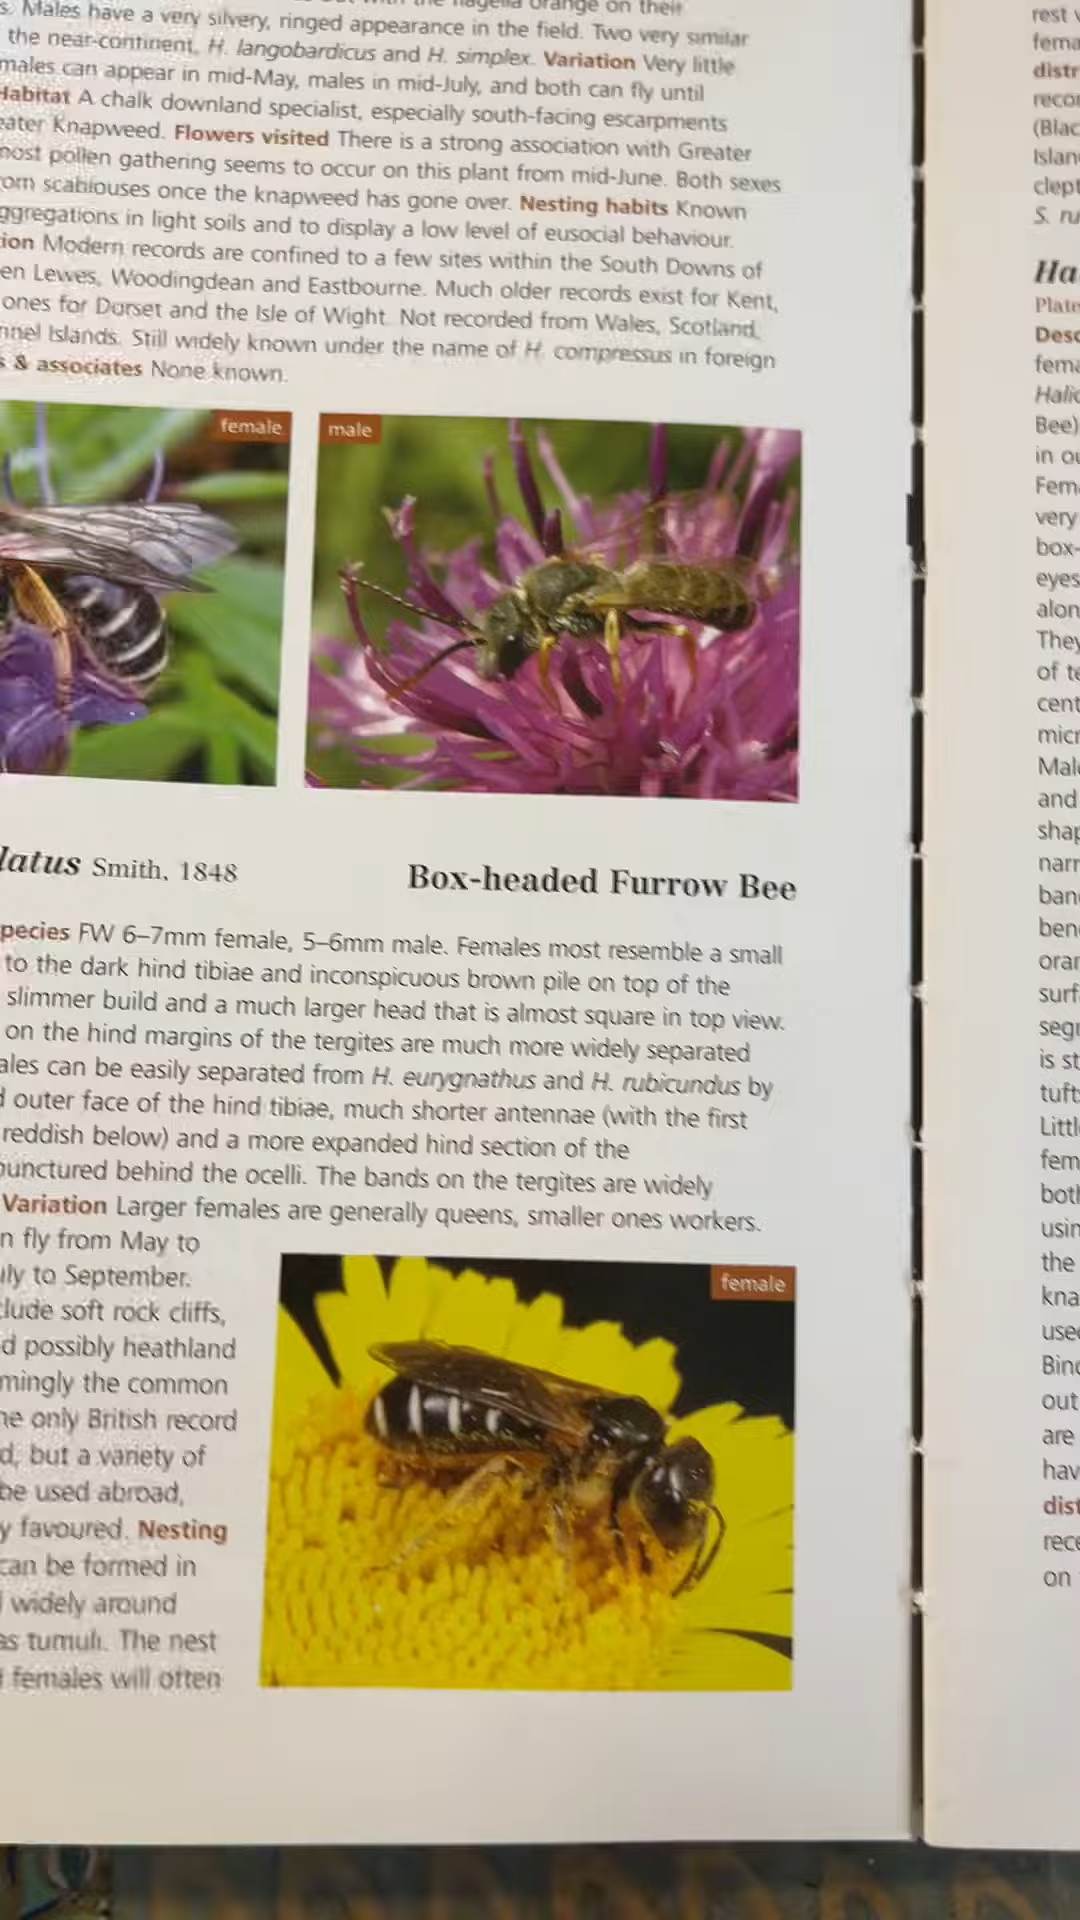 s. Males have a very silvery, ringed appearance in the field. Two very similar
the near-continent, H. langobardicus and H. simplex. Variation Very little
males can appear in mid-May, males in mid-July, and both can fly until
Habitat A chalk downland specialist, especially south-facing escarpments
eater Knapweed. Flowers visited There is a strong association with Greater
most pollen gathering seems to occur on this plant from mid-June. Both sexes
om scabiouses once the knapweed has gone over. Nesting habits Known
ggregations in light soils and to display a low level of eusocial behaviour.
ion Modern records are confined to a few sites within the South Downs of
en Lewes, Woodingdean and Eastbourne. Much older records exist for Kent,
ones for Dorset and the Isle of Wight. Not recorded from Wales, Scotland,
nnel Islands. Still widely known under the name of H. compressus in foreign
s & associates None known.
female
male
latus Smith, 1848
Box-headed Furrow Bee
pecies FW 6–7mm female, 5–6mm male. Females most resemble a small
to the dark hind tibiae and inconspicuous brown pile on top of the
slimmer build and a much larger head that is almost square in top view.
on the hind margins of the tergites are much more widely separated
ales can be easily separated from H. eurygnathus and H. rubicundus by
d outer face of the hind tibiae, much shorter antennae (with the first
reddish below) and a more expanded hind section of the
punctured behind the ocelli. The bands on the tergites are widely
Variation Larger females are generally queens, smaller ones workers.
n fly from May to
uly to September.
clude soft rock cliffs,
d possibly heathland
mingly the common
ne only British record
d, but a variety of
be used abroad,
y favoured. Nesting
can be formed in
widely around
as tumuli. The nest
females will often
female
rest
fema
distr
recor
(Blac
Islan
clept
S. ru
Ha
Plate
Desc
fema
Halic
Bee)
in ou
Fema
very
box-
eyes
alon
They
of te
cent
micr
Male
and
shap
narr
band
bene
oran
surf
segm
is st
tuft
Littl
fem
both
usin
the
kna
used
Bind
out
are
hav
dist
rece
on